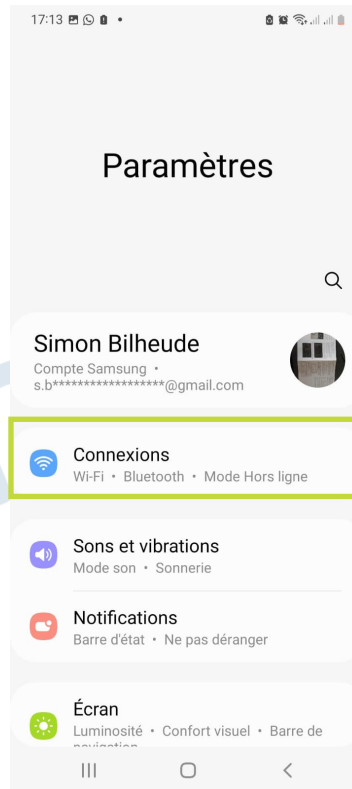 17:13
Paramètres
Simon Bilheude
Compte Samsung •
s.b******************@gmail.com
Connexions
Wi-Fi • Bluetooth • Mode Hors ligne
Sons et vibrations
Mode son • Sonnerie
Notifications
Barre d'état • Ne pas déranger
Écran
Luminosité • Confort visuel • Barre de
navigation